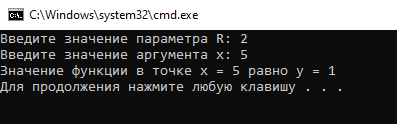 C:\Windows\system32\cmd.exe
Введите значение параметра R: 2
Введите значение аргумента x: 5
Значение функции в точке x = 5 равно y = 1
Для продолжения нажмите любую клавишу . . .